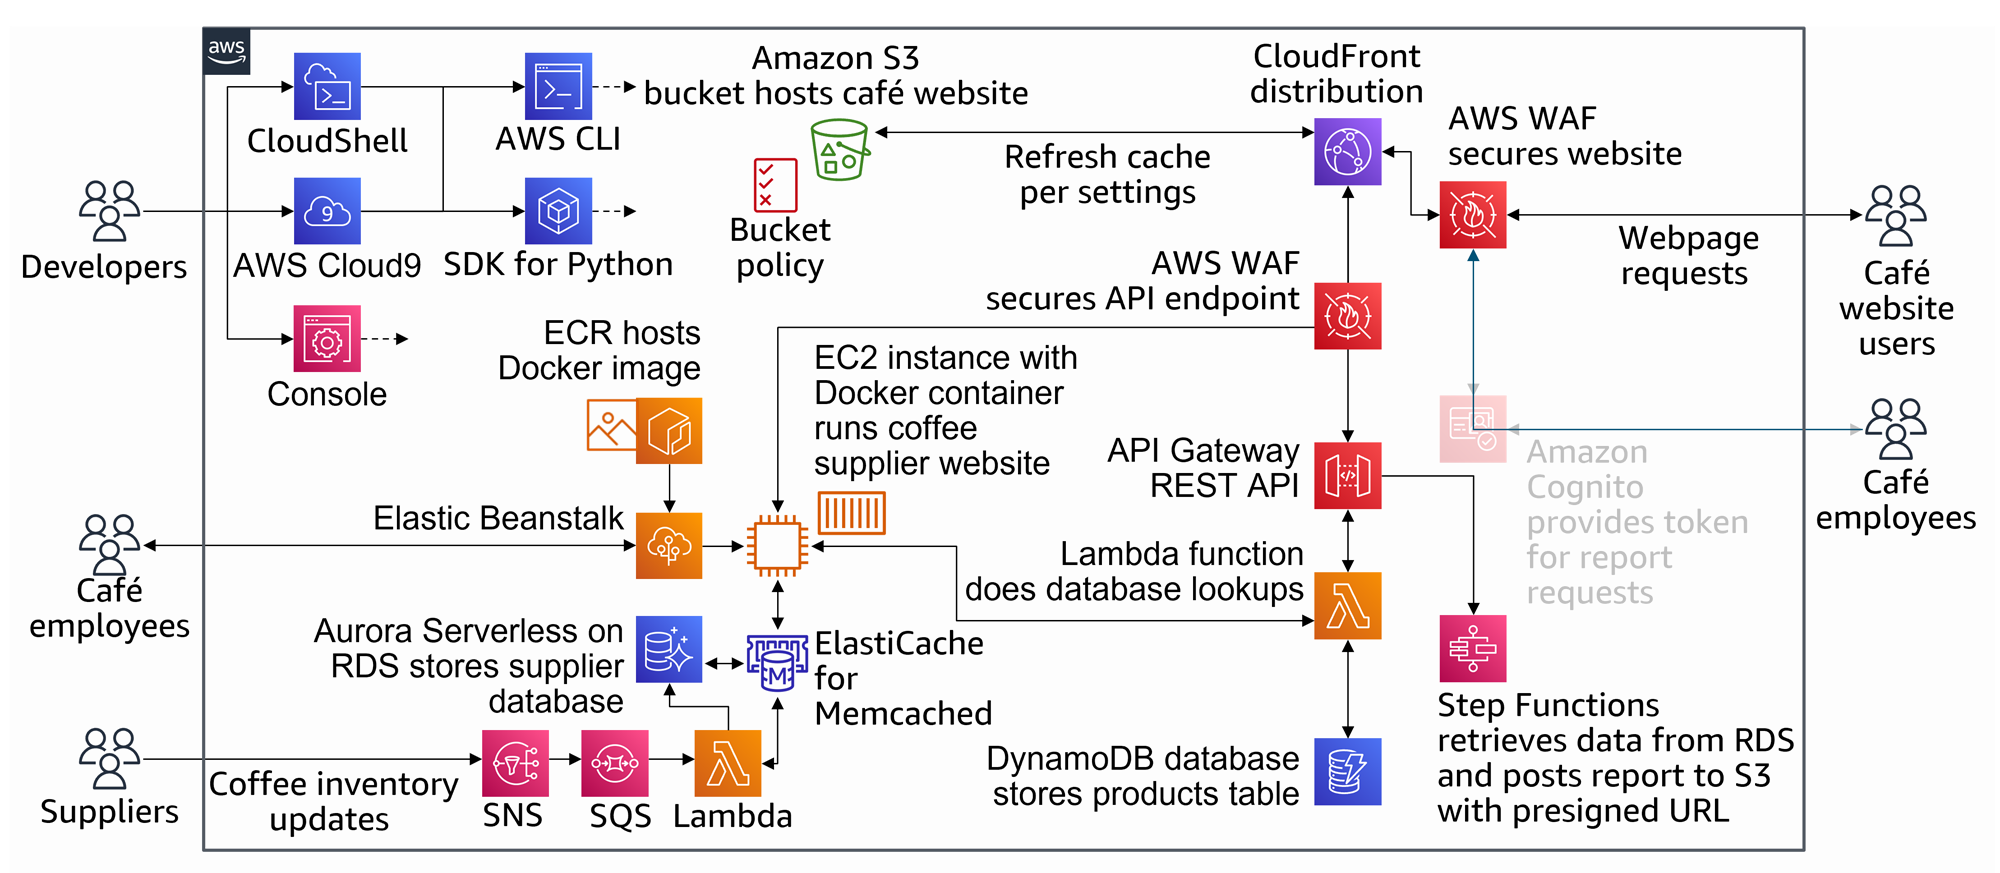 aws
CloudShell
AWS CLI
Developers
9
AWS Cloud9
SDK for Python
Console
Amazon S3
bucket hosts café website
Bucket
policy
Refresh cache
per settings
CloudFront
distribution
AWS WAF
secures website
Webpage
requests
Café
website
users
AWS WAF
secures API endpoint
ECR hosts
Docker image
EC2 instance with
Docker container
runs coffee
supplier website
API Gateway
REST API
Amazon
Cognito
provides token
for report
requests
Café
employees
Elastic Beanstalk
Café
employees
Lambda function
does database lookups
Aurora Serverless on
RDS stores supplier
database
M
ElastiCache
for
Memcached
Step Functions
retrieves data from RDS
and posts report to S3
with presigned URL
DynamoDB database
stores products table
Suppliers
Coffee inventory
updates
SNS
SQS
Lambda